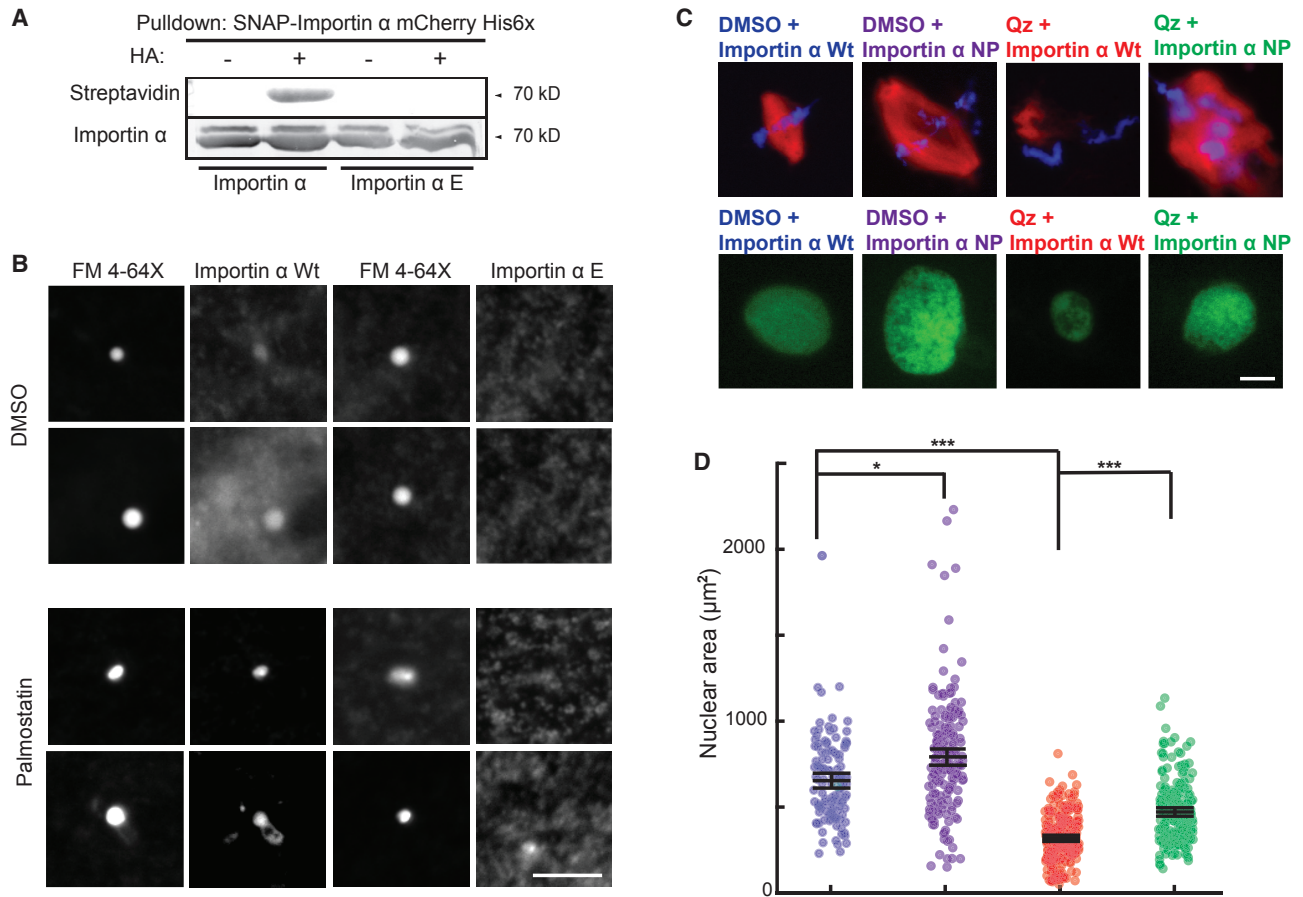 A
Pulldown: SNAP-Importin α mCherry His6x
HA: - + - +
Streptavidin ◂ 70 kD
Importin α ◂ 70 kD
Importin α Importin α E
B
FM 4-64X Importin α Wt FM 4-64X Importin α E
DMSO
Palmostatin
C
DMSO + DMSO + Qz + Qz +
Importin α Wt Importin α NP Importin α Wt Importin α NP
DMSO + DMSO + Qz + Qz +
Importin α Wt Importin α NP Importin α Wt Importin α NP
D
***
* ***
Nuclear area (µm²)
2000
1000
0